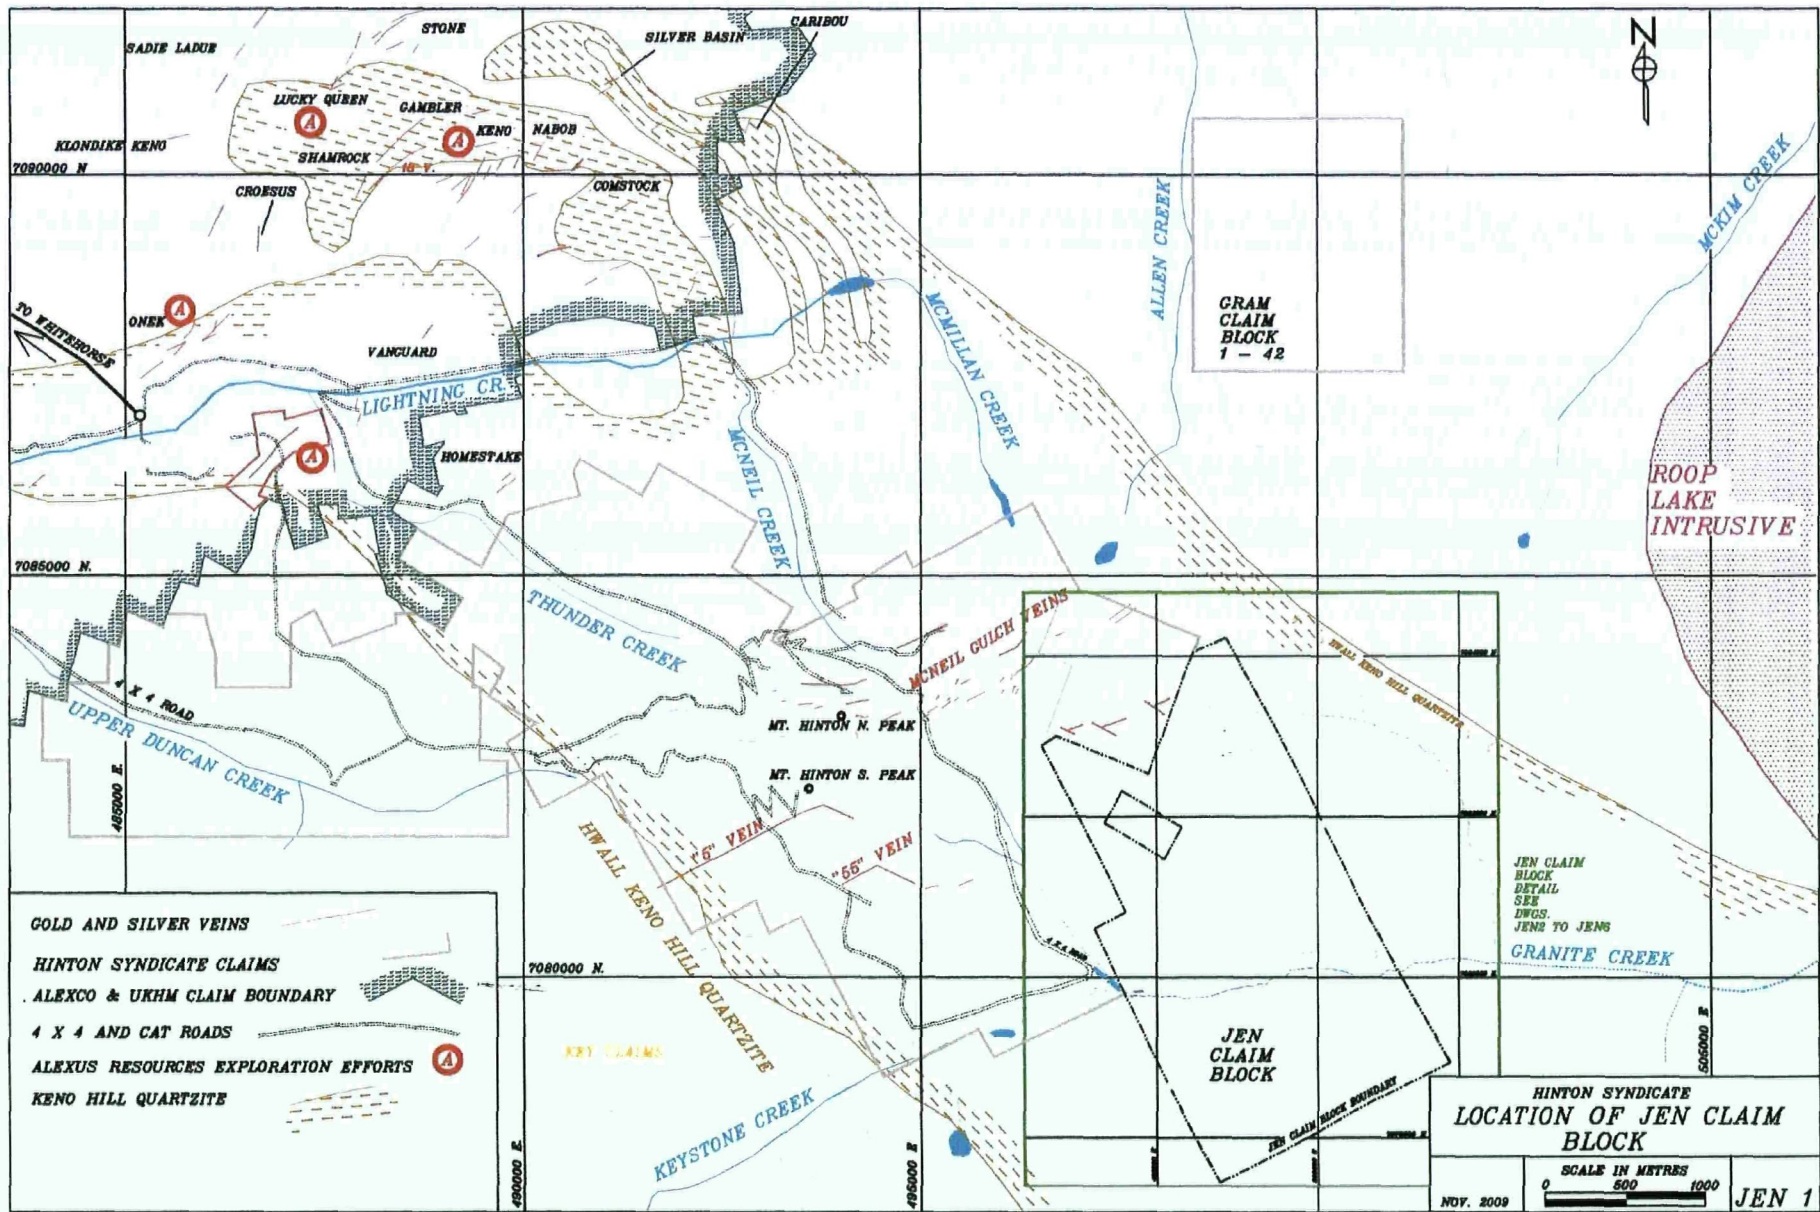 STONE
CARIBOU
SADIE LADUE
SILVER BASIN
N
LUCKY QUEEN
GAMBLER
A
A
KENO
NABOB
KLONDIKE KENO
SHAMROCK
7090000 N
CROESUS
COMSTOCK
ALLEN CREEK
MCKIM CREEK
MCMILLAN CREEK
GRAM
CLAIM
BLOCK
1 - 42
ONEK
A
TO WHITEHORSE
VANGUARD
LIGHTNING CR.
HOMESTAKE
A
MCNEIL CREEK
ROOP
LAKE
INTRUSIVE
7085000 N.
THUNDER CREEK
MCNEIL GULCH VEINS
HWALL KENO HILL QUARTZITE
4 X 4 ROAD
UPPER DUNCAN CREEK
MT. HINTON N. PEAK
MT. HINTON S. PEAK
485000 E.
"5" VEIN
"55" VEIN
HWALL KENO HILL QUARTZITE
JEN CLAIM
BLOCK
DETAIL
SEE
DWGS.
JEN2 TO JEN6
GRANITE CREEK
4 X 4 ROAD
7080000 N.
GOLD AND SILVER VEINS
HINTON SYNDICATE CLAIMS
ALEXCO & UKHM CLAIM BOUNDARY
4 X 4 AND CAT ROADS
ALEXUS RESOURCES EXPLORATION EFFORTS
A
KENO HILL QUARTZITE
KEY CLAIMS
JEN
CLAIM
BLOCK
505000 E
KEYSTONE CREEK
JEN CLAIM BLOCK BOUNDARY
490000 E
495000 E
HINTON SYNDICATE
LOCATION OF JEN CLAIM
BLOCK
SCALE IN METRES
0 500 1000
NOV. 2009
JEN 1